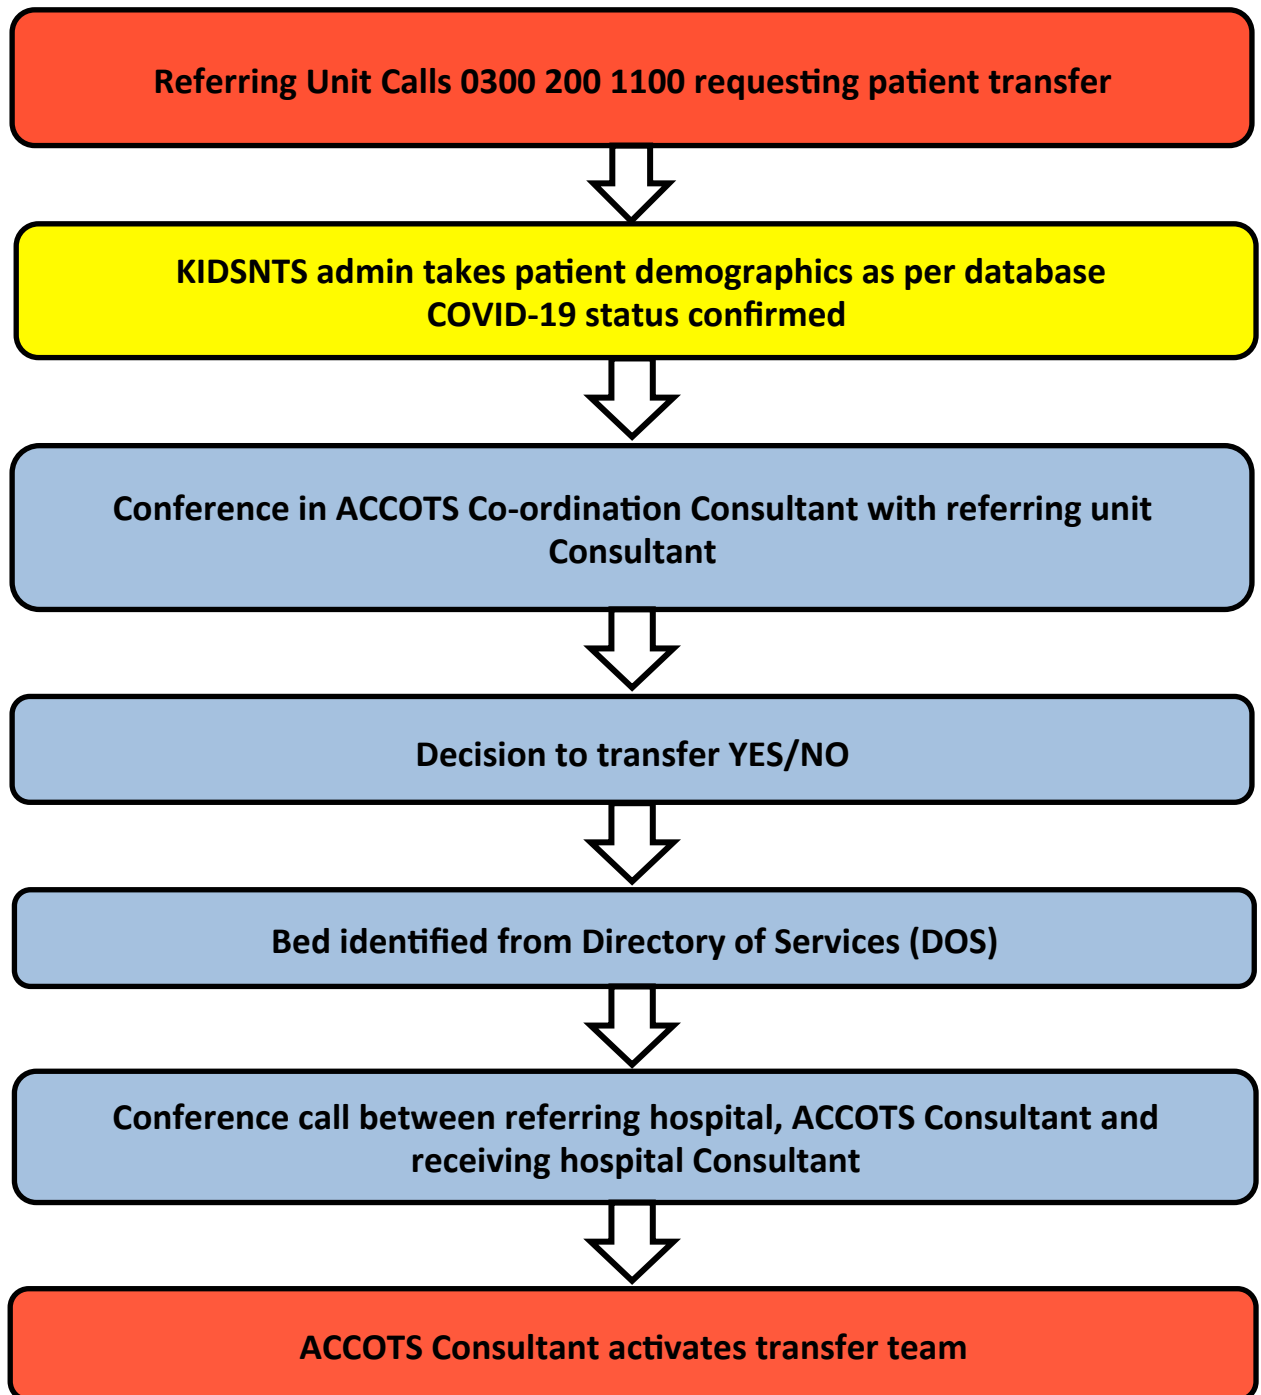 Referring Unit Calls 0300 200 1100 requesting patient transfer
KIDSNTS admin takes patient demographics as per database
COVID-19 status confirmed
Conference in ACCOTS Co-ordination Consultant with referring unit
Consultant
Decision to transfer YES/NO
Bed identified from Directory of Services (DOS)
Conference call between referring hospital, ACCOTS Consultant and
receiving hospital Consultant
ACCOTS Consultant activates transfer team